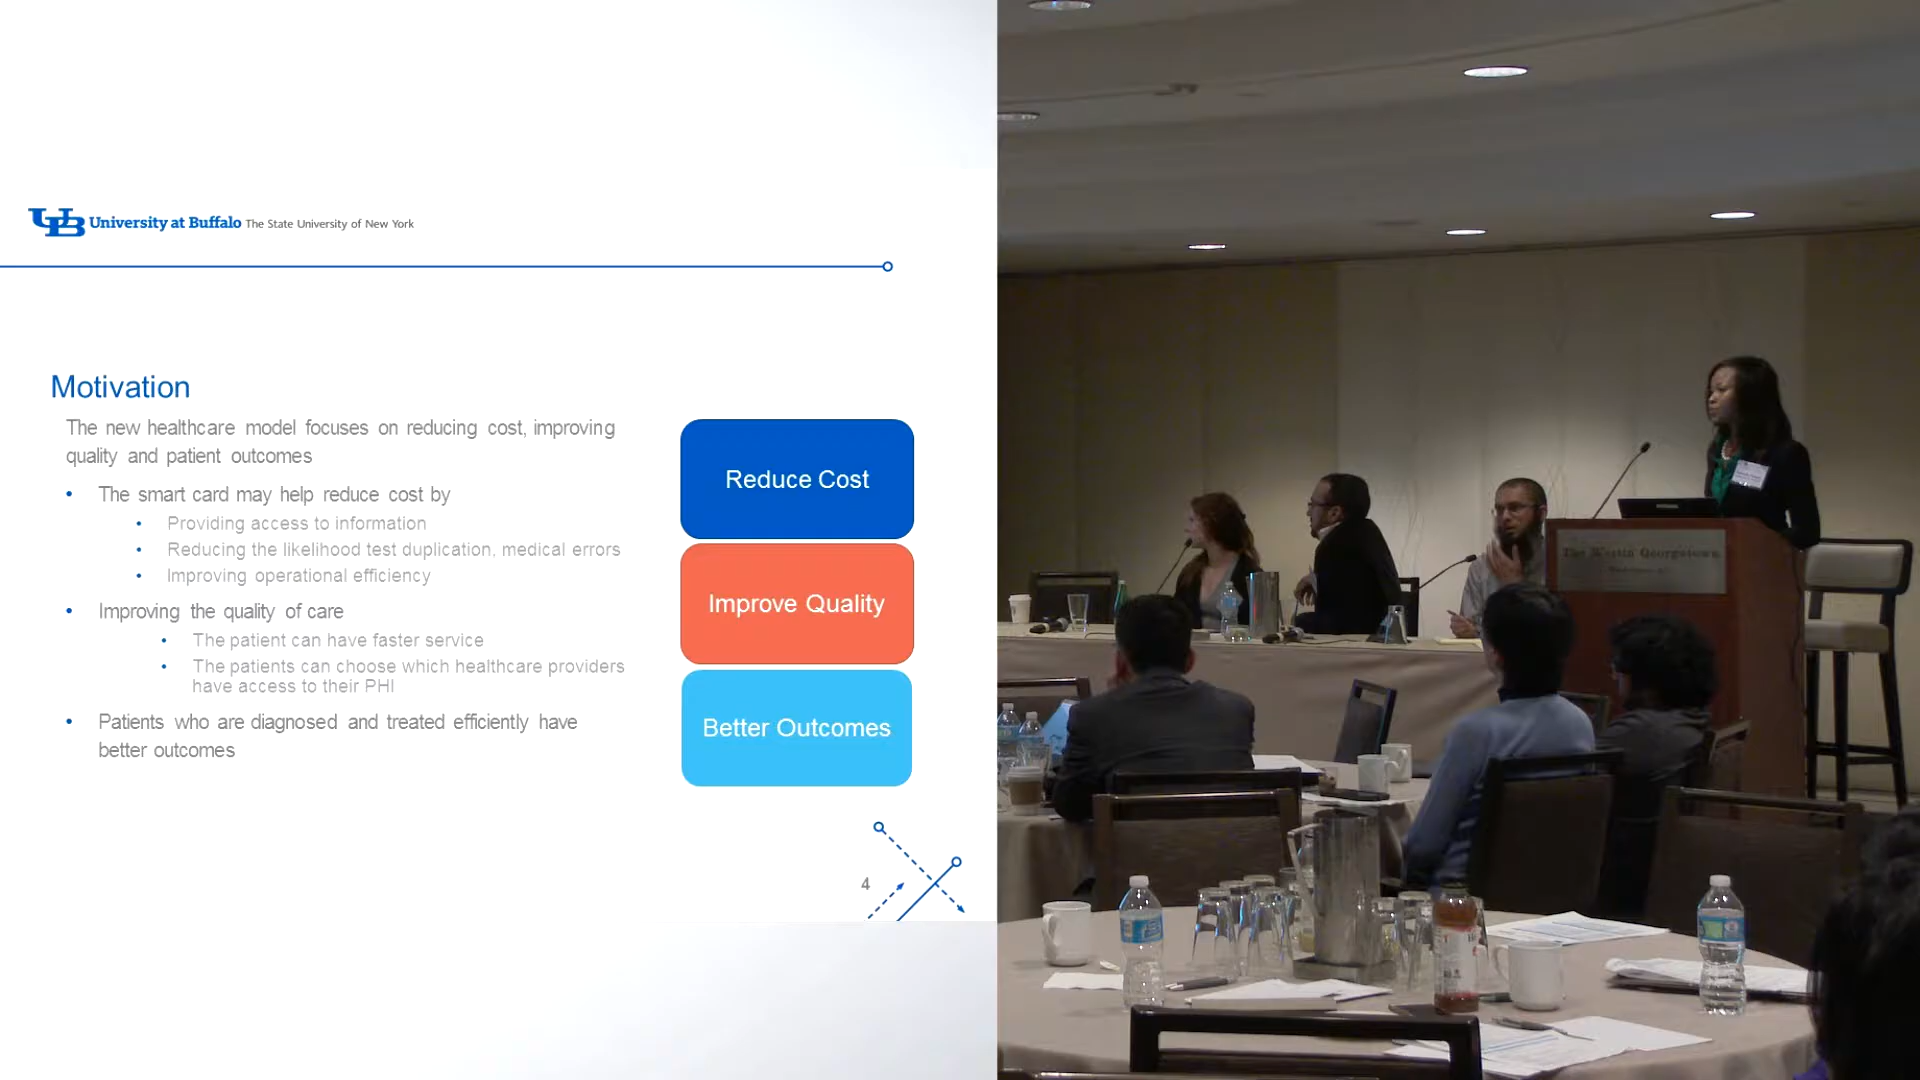 University at Buffalo The State University of New York
Motivation
The new healthcare model focuses on reducing cost, improving
quality and patient outcomes
• The smart card may help reduce cost by
• Providing access to information
• Reducing the likelihood test duplication, medical errors
• Improving operational efficiency
• Improving the quality of care
• The patient can have faster service
• The patients can choose which healthcare providers
have access to their PHI
• Patients who are diagnosed and treated efficiently have
better outcomes
Reduce Cost
Improve Quality
Better Outcomes
4
The Westin Georgetown